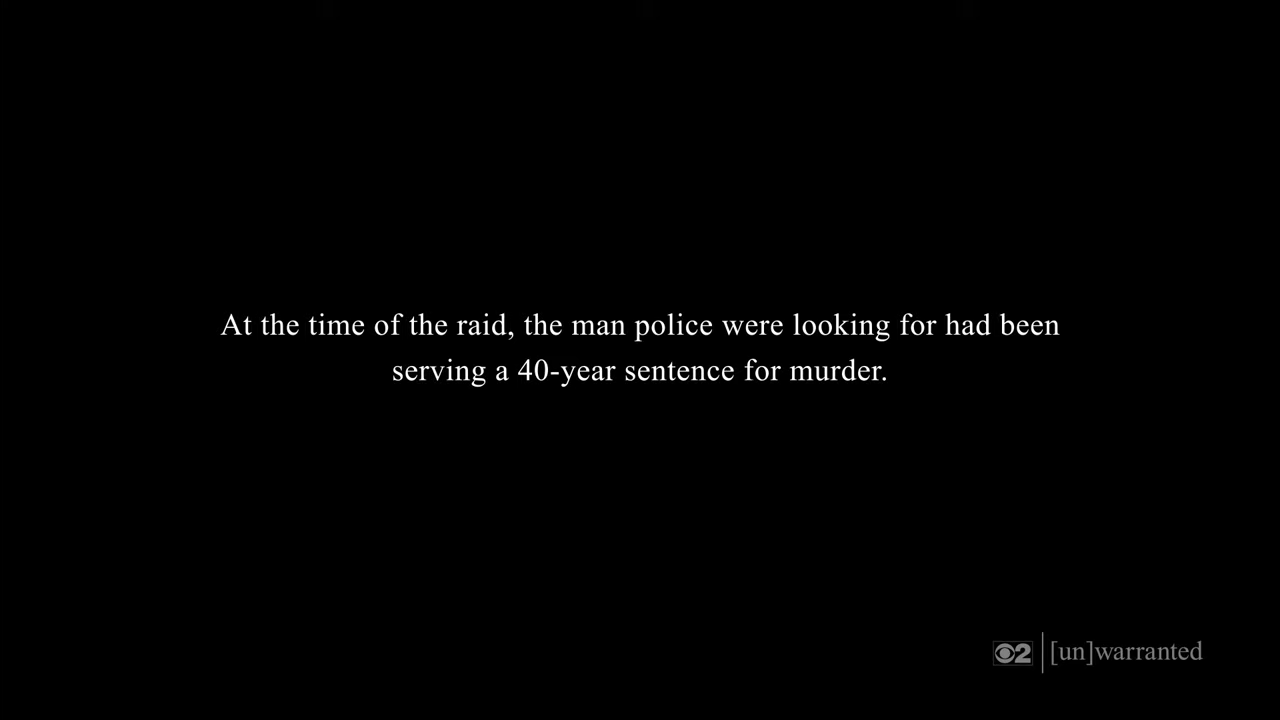 At the time of the raid, the man police were looking for had been
serving a 40-year sentence for murder.
2 [un]warranted